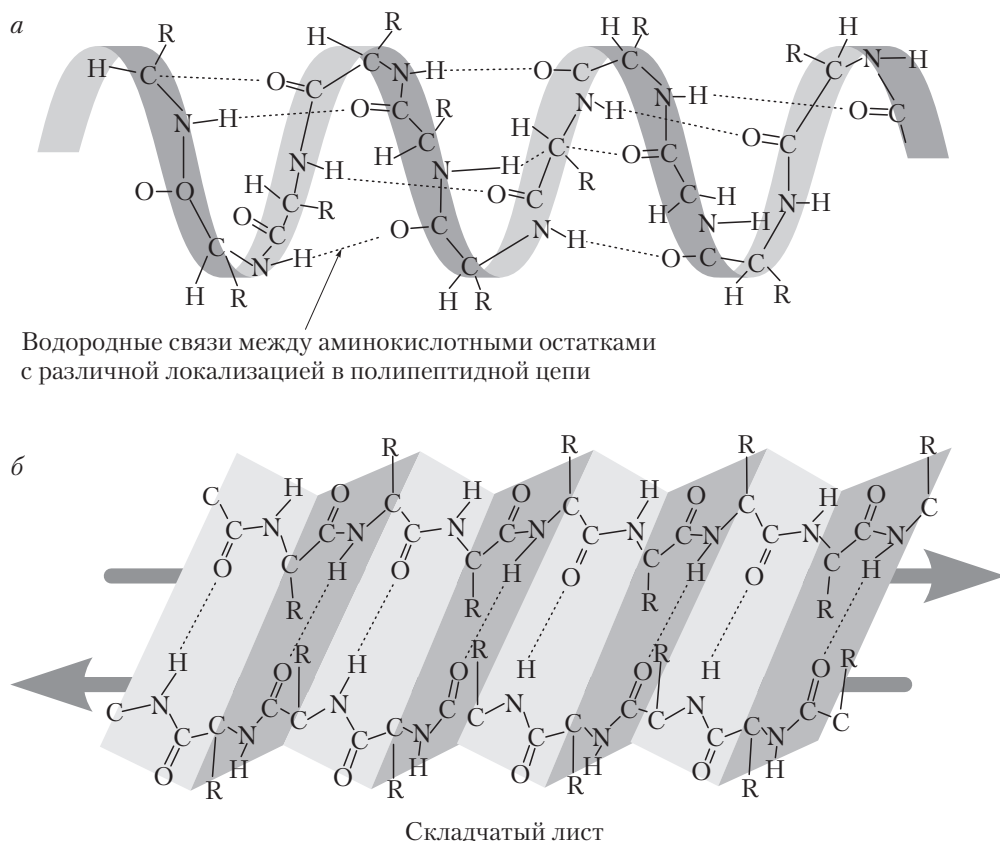 а
Водородные связи между аминокислотными остатками
с различной локализацией в полипептидной цепи
б
Складчатый лист